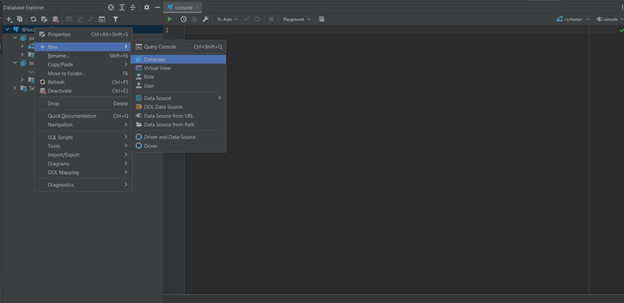 Database Explorer
console
Tx: Auto
Playground
<schema>
console
1
Properties Ctrl+Alt+Shift+S
New
Rename... Shift+F6
Copy/Paste
Move to Folder... F6
Refresh Ctrl+F5
Deactivate Ctrl+F2
Drop Delete
Quick Documentation Ctrl+Q
Navigation
SQL Scripts
Tools
Import/Export
Diagrams
DDL Mapping
Diagnostics
Query Console Ctrl+Shift+Q
Database
Virtual View
Role
User
Data Source
DDL Data Source
Data Source from URL
Data Source from Path
Driver and Data Source
Driver